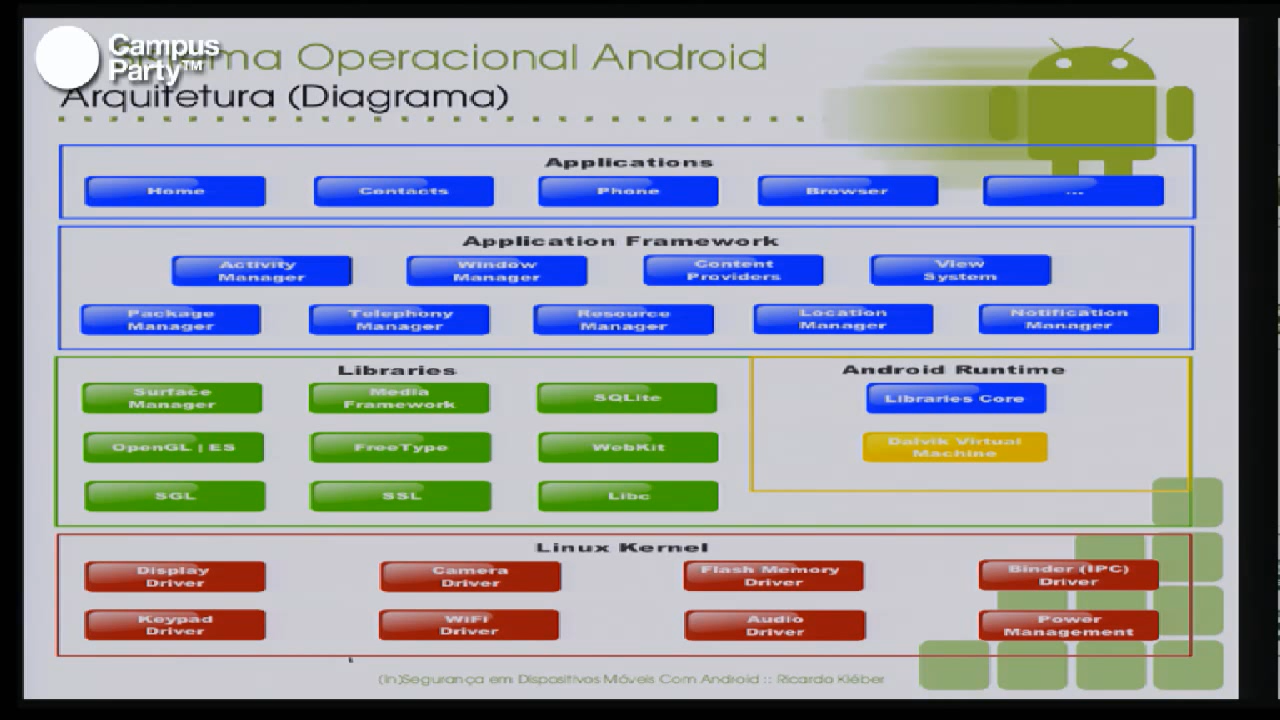 Campus
Party™
ma Operacional Android
Arquitetura (Diagrama)
Applications
Home
Contacts
Phone
Browser
...
Application Framework
Activity
Manager
Window
Manager
Content
Providers
View
System
Package
Manager
Telephony
Manager
Resource
Manager
Location
Manager
Notification
Manager
Libraries
Surface
Manager
Media
Framework
SQLite
OpenGL | ES
FreeType
WebKit
SGL
SSL
Libc
Android Runtime
Libraries Core
Dalvik Virtual
Machine
Linux Kernel
Display
Driver
Camera
Driver
Flash Memory
Driver
Binder (IPC)
Driver
Keypad
Driver
WiFi
Driver
Audio
Driver
Power
Management
(In)Segurança em Dispositivos Móveis Com Android :: Ricardo Kléber